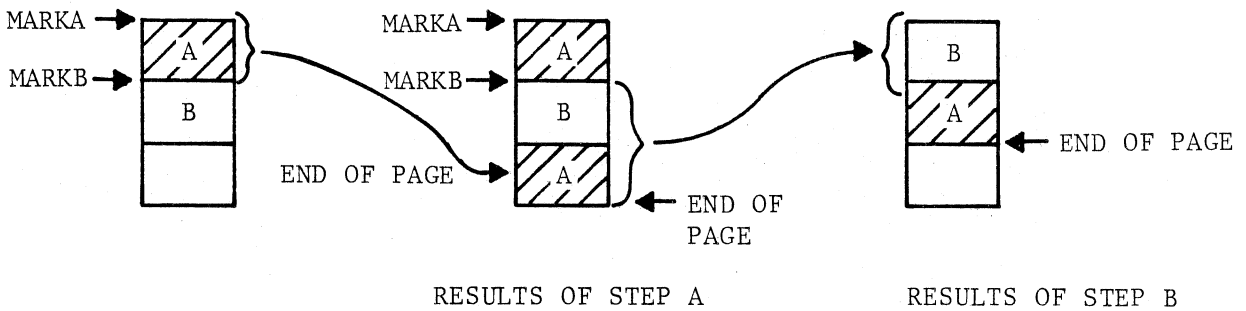 MARKA
A
MARKB
B
END OF PAGE
MARKA
A
MARKB
B
A
END OF
PAGE
B
A
END OF PAGE
RESULTS OF STEP A
RESULTS OF STEP B